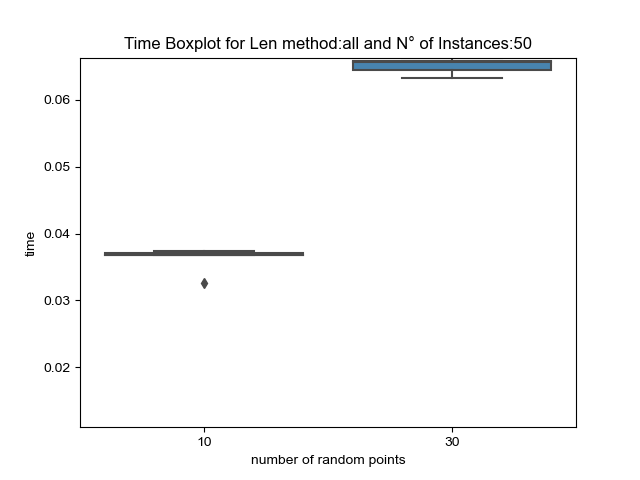 Time Boxplot for Len method:all and N° of Instances:50
0.06
0.05
0.04
0.03
0.02
time
10
30
number of random points